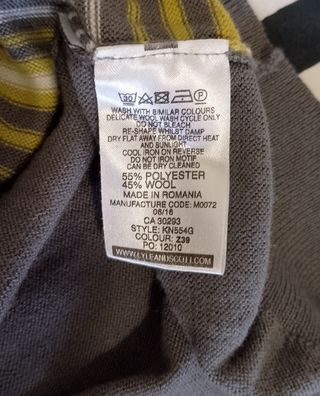 30 P
WASH WITH SIMILAR COLOURS
DELICATE WOOL WASH CYCLE ONLY
DO NOT BLEACH
RE-SHAPE WHILST DAMP
DRY FLAT AWAY FROM DIRECT HEAT
AND SUNLIGHT
COOL IRON ON REVERSE
DO NOT IRON MOTIF
CAN BE DRY CLEANED
55% POLYESTER
45% WOOL
MADE IN ROMANIA
MANUFACTURE CODE: M0072
06/16
CA 30293
STYLE: KN554G
COLOUR: Z39
PO: 12010
WWW.LYLEANDSCOTT.COM